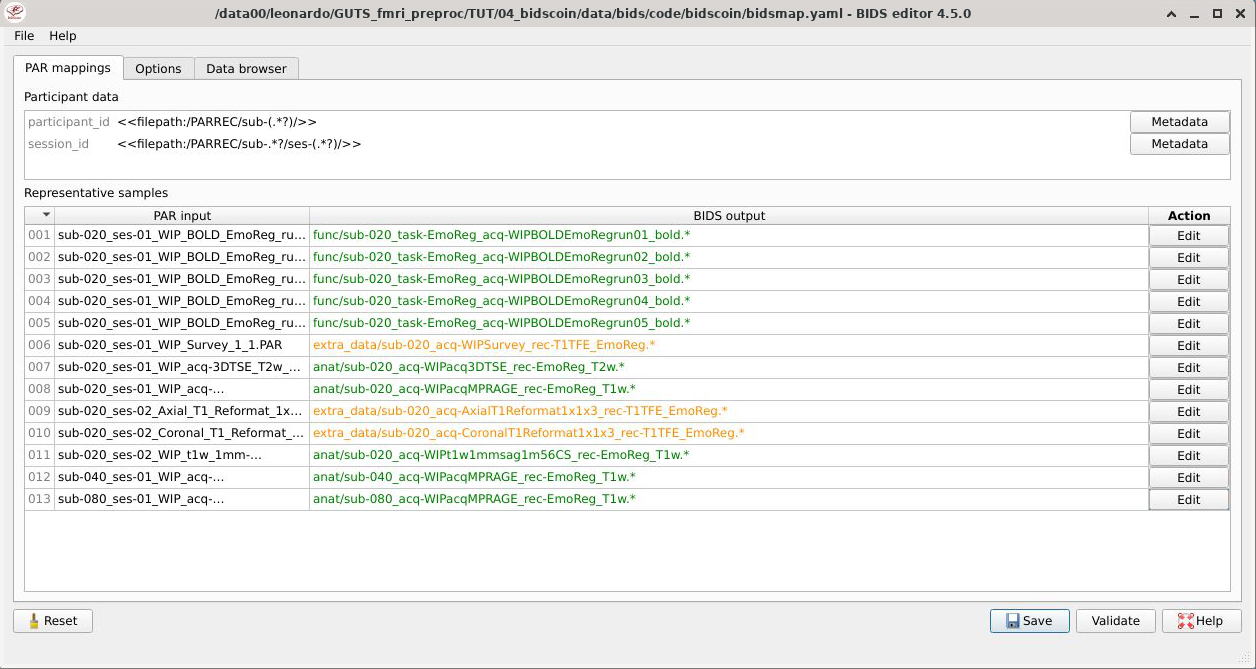 /data00/leonardo/GUTS_fmri_preproc/TUT/04_bidscoin/data/bids/code/bidscoin/bidsmap.yaml - BIDS editor 4.5.0
File Help
PAR mappings Options Data browser
Participant data
participant_id <<filepath:/PARREC/sub-(.*?)/>> Metadata
session_id <<filepath:/PARREC/sub-.*?/ses-(.*?)/>> Metadata
Representative samples
PAR input BIDS output Action
001 sub-020_ses-01_WIP_BOLD_EmoReg_ru... func/sub-020_task-EmoReg_acq-WIPBOLDEmoRegrun01_bold.* Edit
002 sub-020_ses-01_WIP_BOLD_EmoReg_ru... func/sub-020_task-EmoReg_acq-WIPBOLDEmoRegrun02_bold.* Edit
003 sub-020_ses-01_WIP_BOLD_EmoReg_ru... func/sub-020_task-EmoReg_acq-WIPBOLDEmoRegrun03_bold.* Edit
004 sub-020_ses-01_WIP_BOLD_EmoReg_ru... func/sub-020_task-EmoReg_acq-WIPBOLDEmoRegrun04_bold.* Edit
005 sub-020_ses-01_WIP_BOLD_EmoReg_ru... func/sub-020_task-EmoReg_acq-WIPBOLDEmoRegrun05_bold.* Edit
006 sub-020_ses-01_WIP_Survey_1_1.PAR extra_data/sub-020_acq-WIPSurvey_rec-T1TFE_EmoReg.* Edit
007 sub-020_ses-01_WIP_acq-3DTSE_T2w_... anat/sub-020_acq-WIPacq3DTSE_rec-EmoReg_T2w.* Edit
008 sub-020_ses-01_WIP_acq-... anat/sub-020_acq-WIPacqMPRAGE_rec-EmoReg_T1w.* Edit
009 sub-020_ses-02_Axial_T1_Reformat_1x... extra_data/sub-020_acq-AxialT1Reformat1x1x3_rec-T1TFE_EmoReg.* Edit
010 sub-020_ses-02_Coronal_T1_Reformat_... extra_data/sub-020_acq-CoronalT1Reformat1x1x3_rec-T1TFE_EmoReg.* Edit
011 sub-020_ses-02_WIP_t1w_1mm-... anat/sub-020_acq-WIPt1w1mmsag1m56CS_rec-EmoReg_T1w.* Edit
012 sub-040_ses-01_WIP_acq-... anat/sub-040_acq-WIPacqMPRAGE_rec-EmoReg_T1w.* Edit
013 sub-080_ses-01_WIP_acq-... anat/sub-080_acq-WIPacqMPRAGE_rec-EmoReg_T1w.* Edit
Reset Save Validate Help